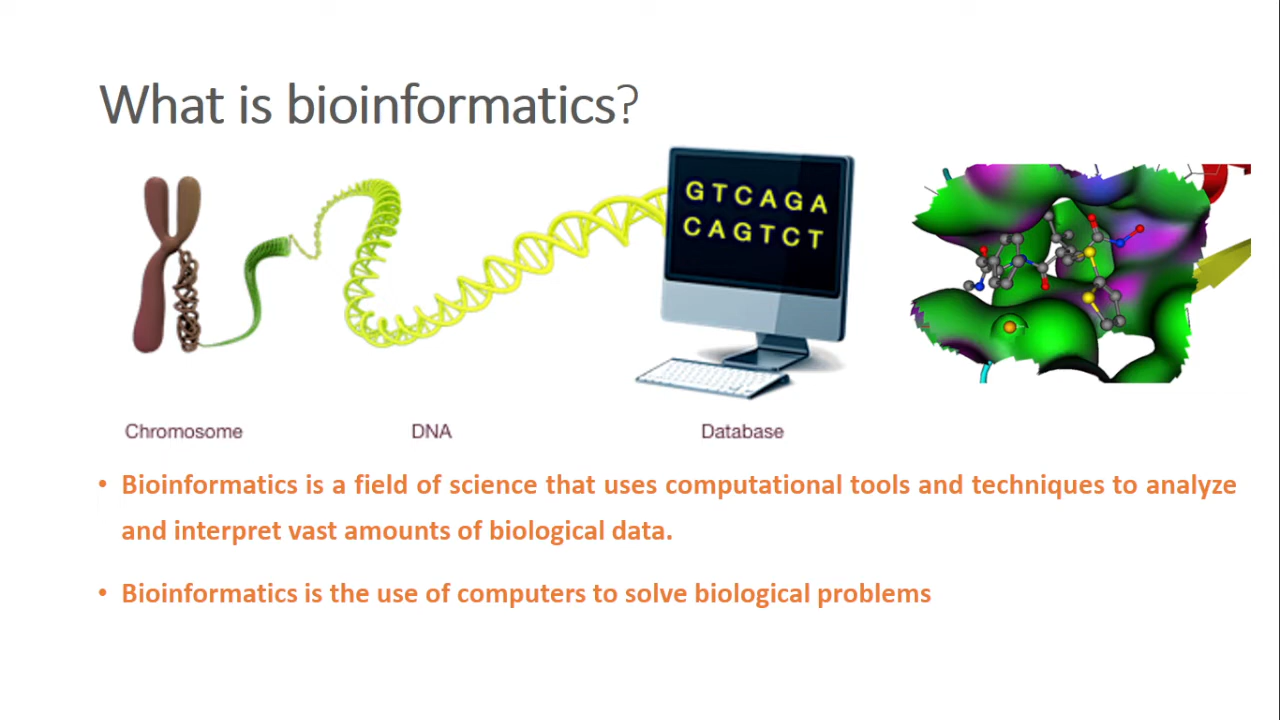 What is bioinformatics?
GTCAGA
CAGTCT
Chromosome
DNA
Database
• Bioinformatics is a field of science that uses computational tools and techniques to analyze
and interpret vast amounts of biological data.
• Bioinformatics is the use of computers to solve biological problems